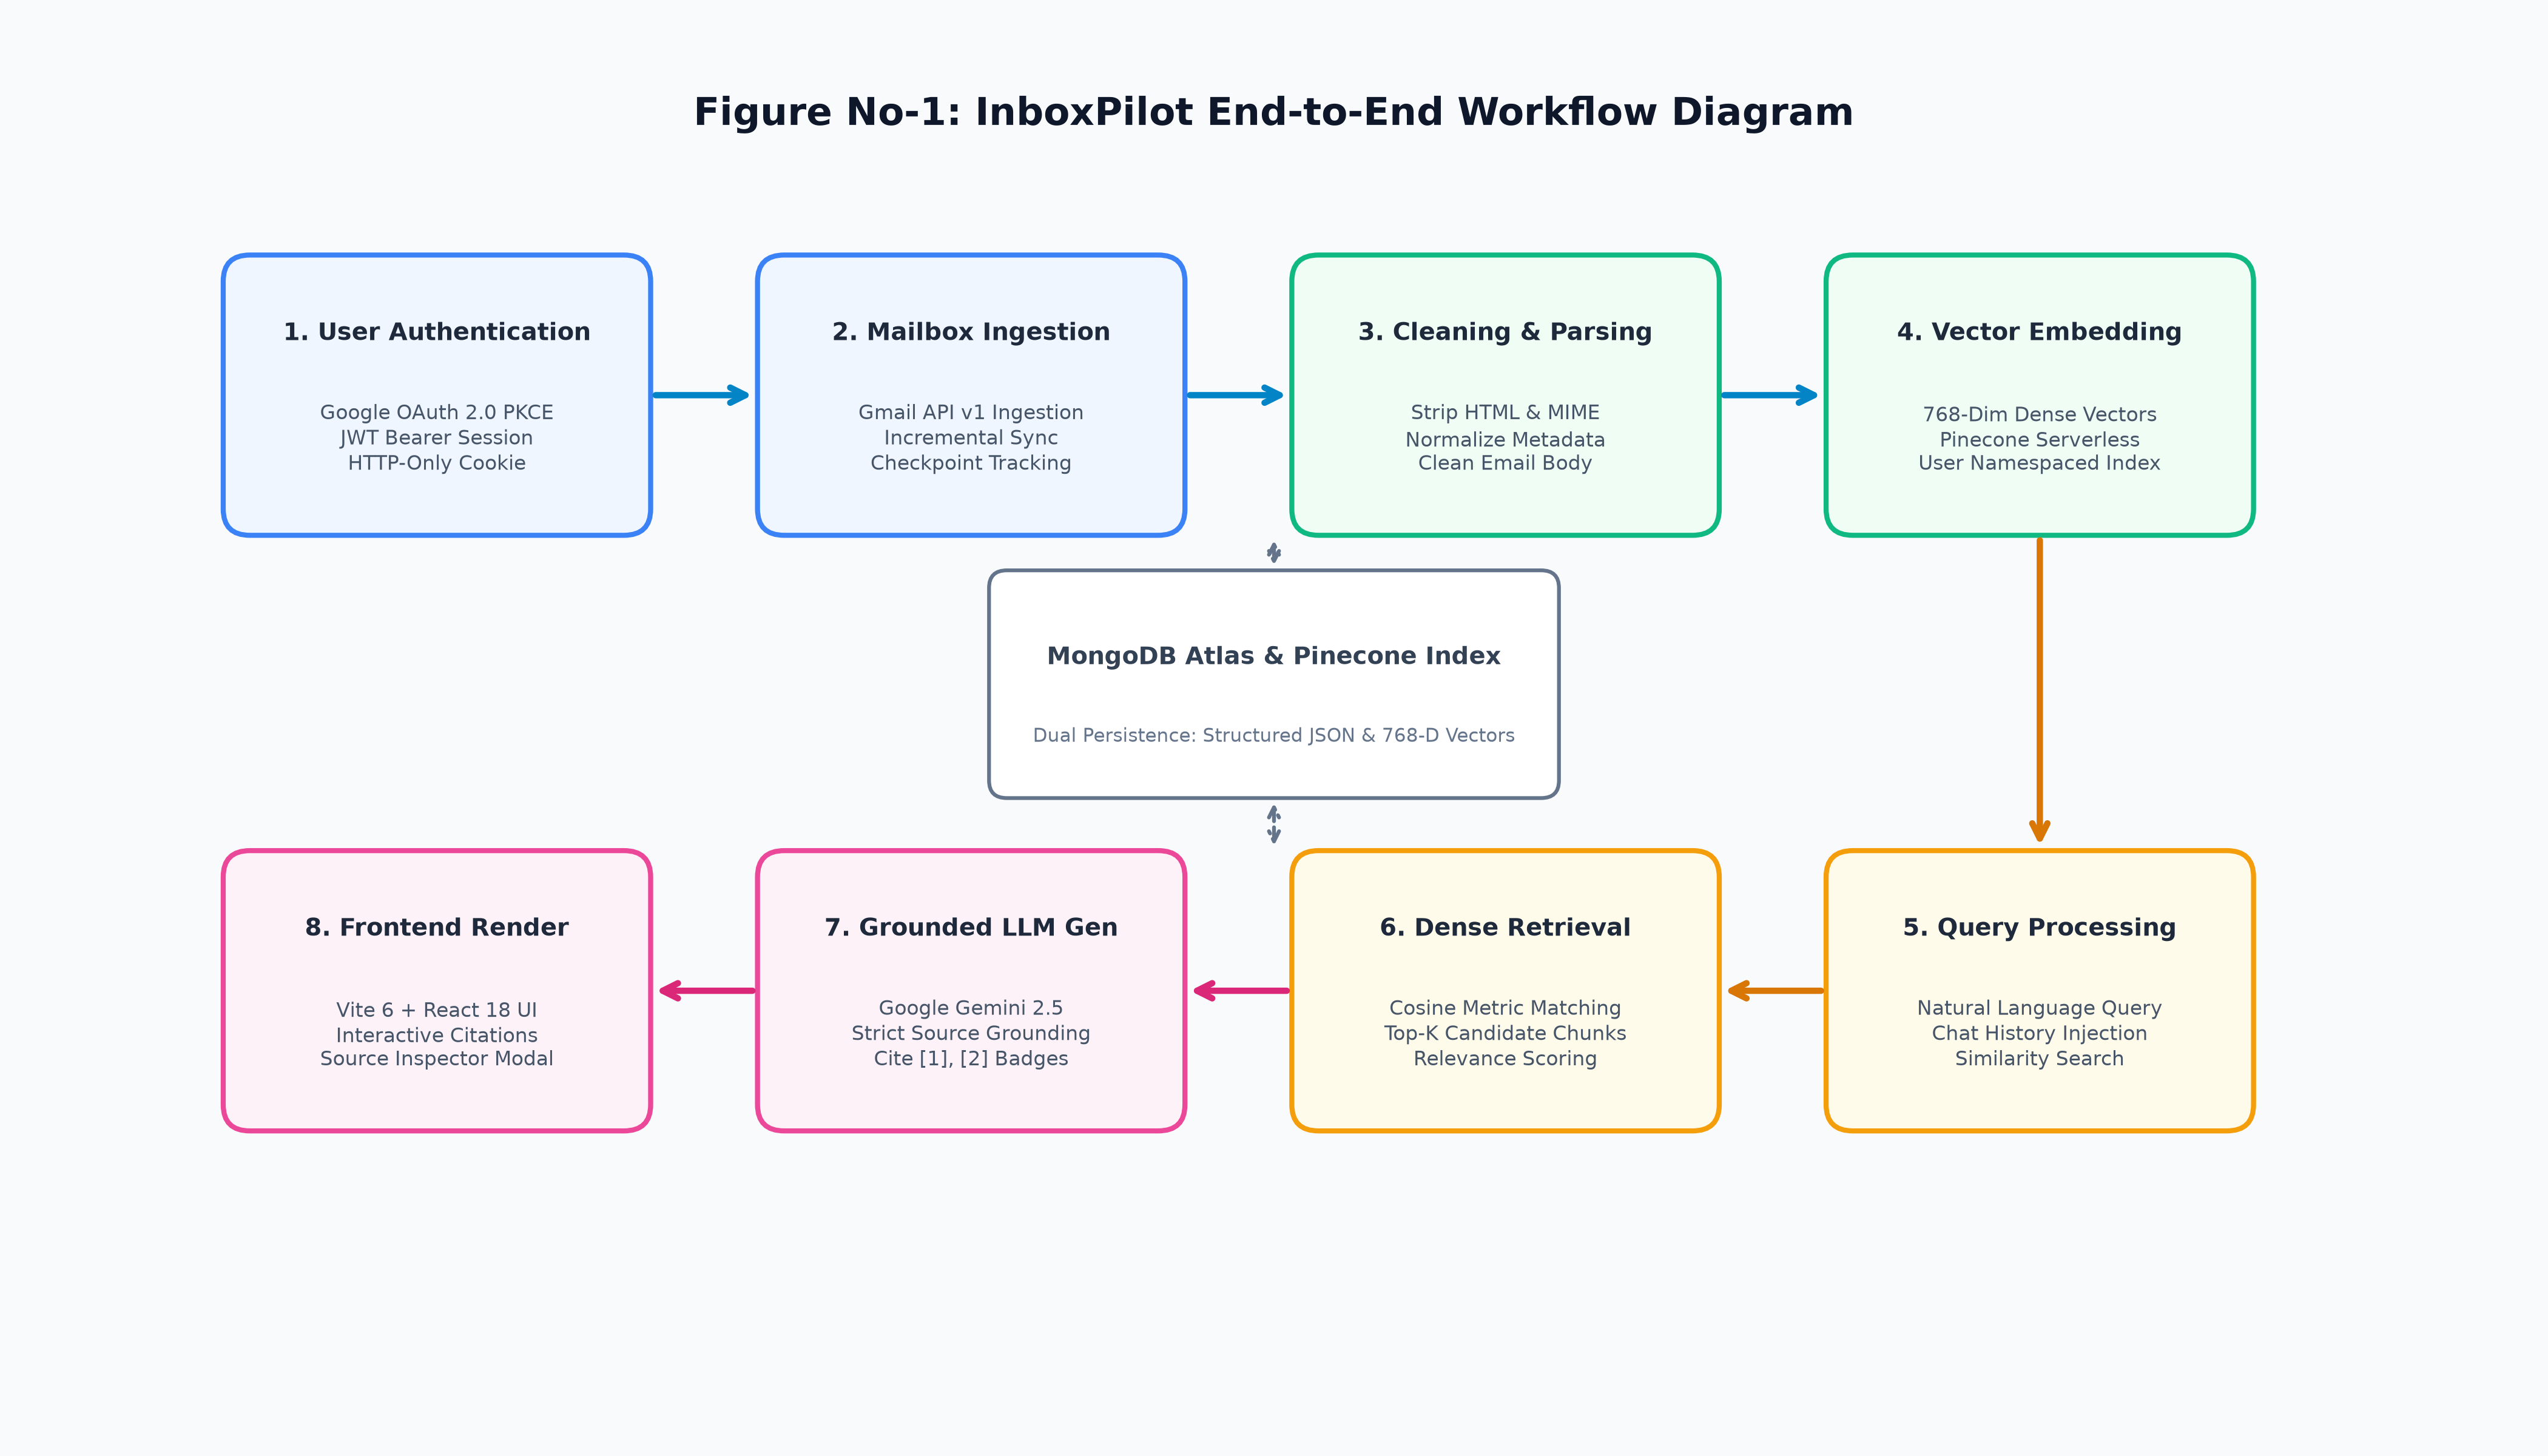 Figure No-1: InboxPilot End-to-End Workflow Diagram
1. User Authentication
Google OAuth 2.0 PKCE
JWT Bearer Session
HTTP-Only Cookie
2. Mailbox Ingestion
Gmail API v1 Ingestion
Incremental Sync
Checkpoint Tracking
3. Cleaning & Parsing
Strip HTML & MIME
Normalize Metadata
Clean Email Body
4. Vector Embedding
768-Dim Dense Vectors
Pinecone Serverless
User Namespaced Index
MongoDB Atlas & Pinecone Index
Dual Persistence: Structured JSON & 768-D Vectors
5. Query Processing
Natural Language Query
Chat History Injection
Similarity Search
6. Dense Retrieval
Cosine Metric Matching
Top-K Candidate Chunks
Relevance Scoring
7. Grounded LLM Gen
Google Gemini 2.5
Strict Source Grounding
Cite [1], [2] Badges
8. Frontend Render
Vite 6 + React 18 UI
Interactive Citations
Source Inspector Modal